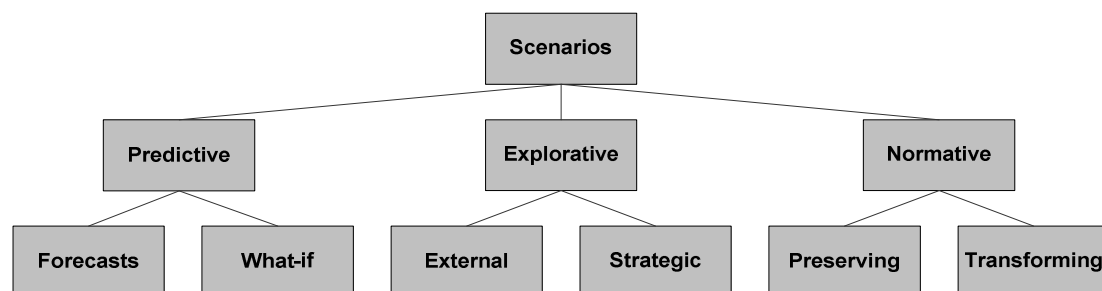 Scenarios
Predictive
Explorative
Normative
Forecasts
What-if
External
Strategic
Preserving
Transforming